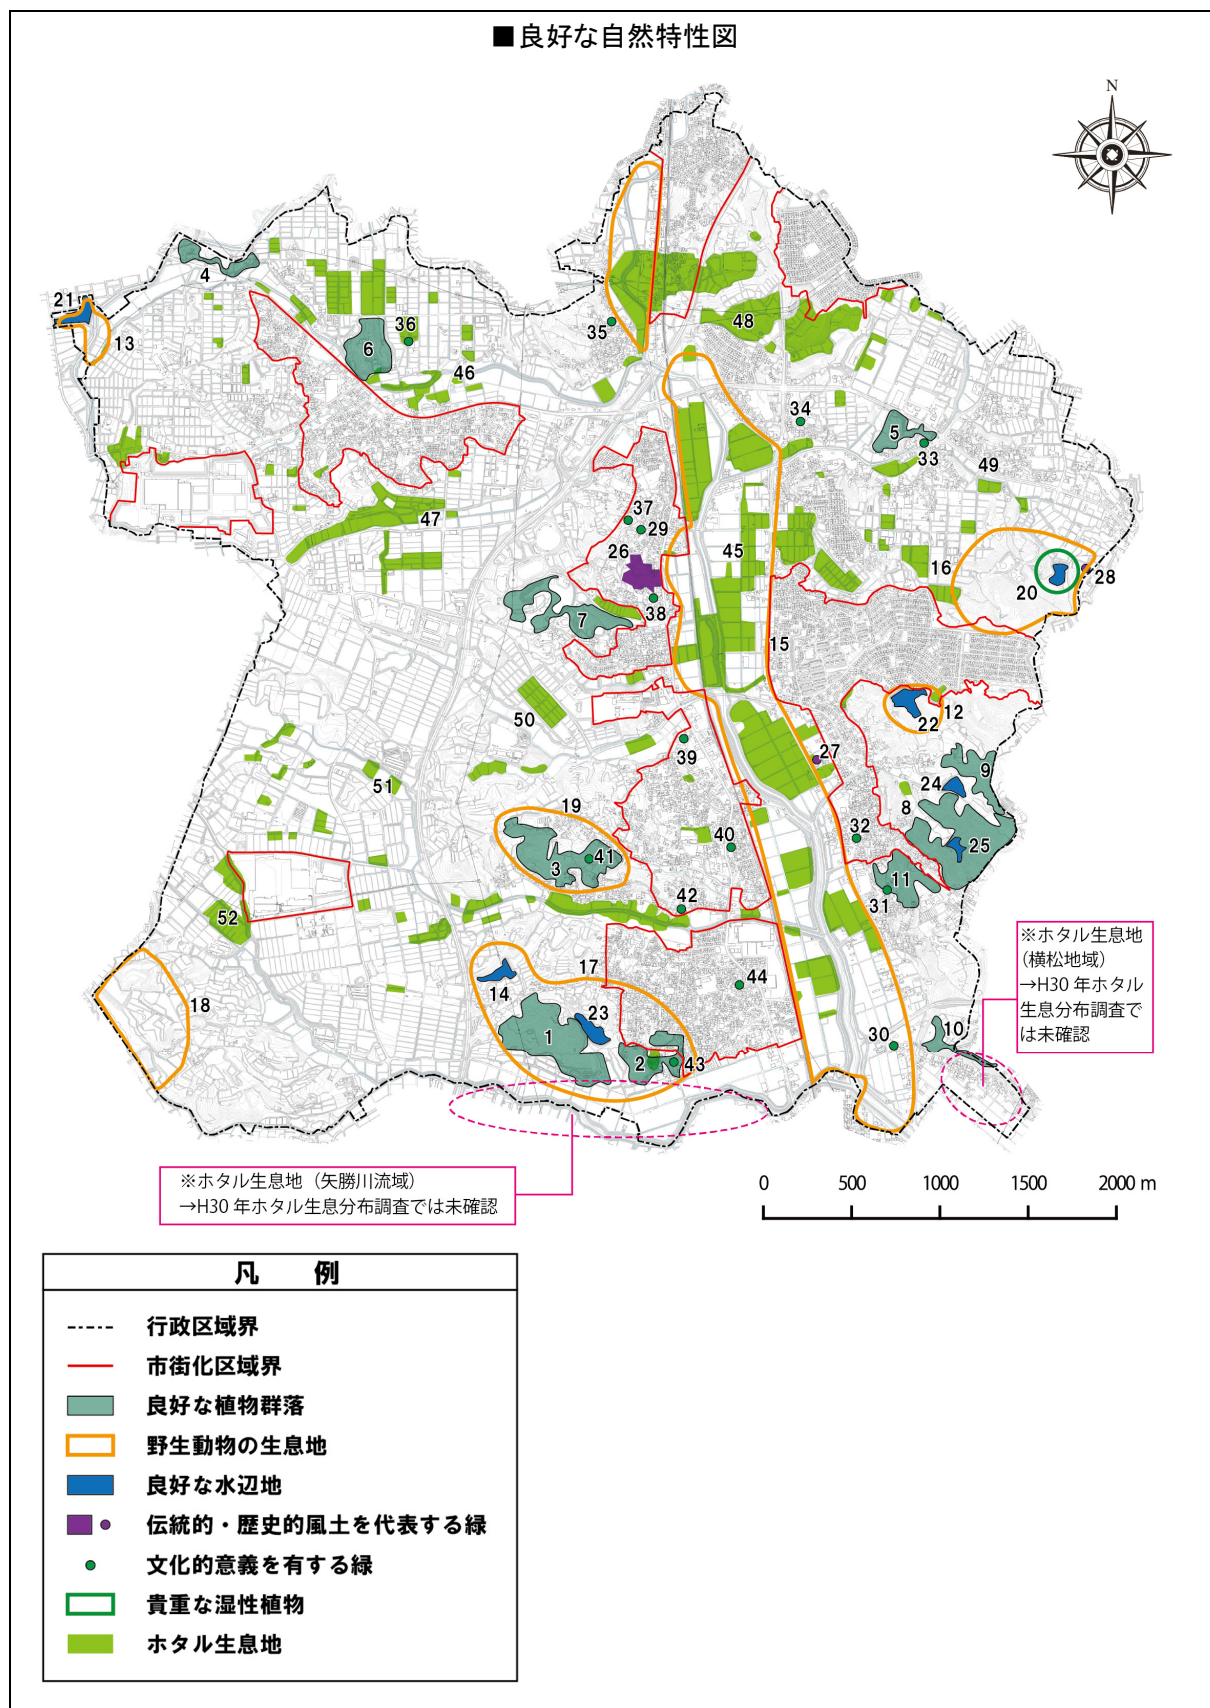 ■良好な自然特性図
N
4
21
13
6
36
46
35
48
34
5
33
49
47
37
29
26
38
7
45
16
20
28
15
50
39
22
12
27
9
24
8
25
51
19
3
41
40
32
11
31
42
52
18
14
17
23
1
2
43
44
30
10
※ホタル生息地
（横松地域）
→H30 年ホタル
生息分布調査で
は未確認
※ホタル生息地（矢勝川流域）
→H30 年ホタル生息分布調査では未確認
0 500 1000 1500 2000 m
凡　例
行政区域界
市街化区域界
良好な植物群落
野生動物の生息地
良好な水辺地
伝統的・歴史的風土を代表する緑
文化的意義を有する緑
貴重な湿性植物
ホタル生息地